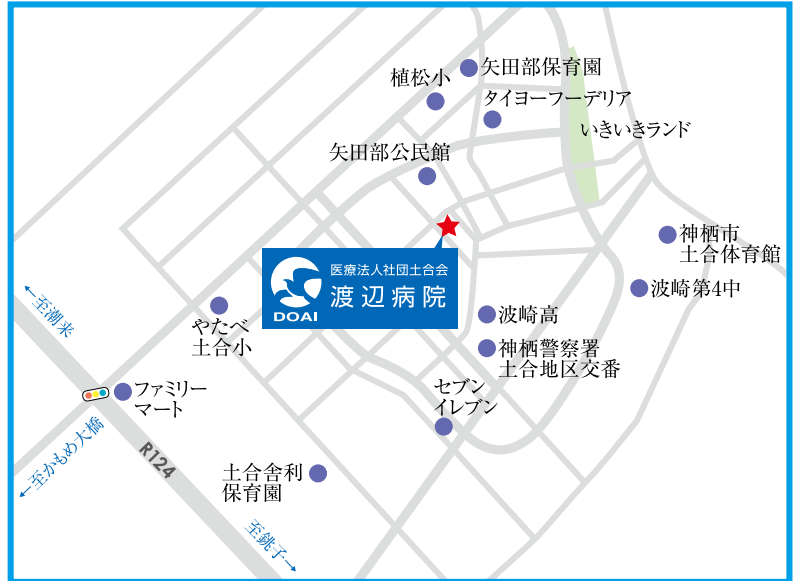 矢田部保育園
植松小
タイヨーフーデリア
いきいきランド
矢田部公民館
神栖市
土合体育館
医療法人社団土合会
渡辺病院
DOAI
波崎第4中
←至潮来
やたべ
土合小
波崎高
神栖警察署
土合地区交番
ファミリー
マート
セブン
イレブン
←至かもめ大橋
R124
土合舎利
保育園
至銚子→